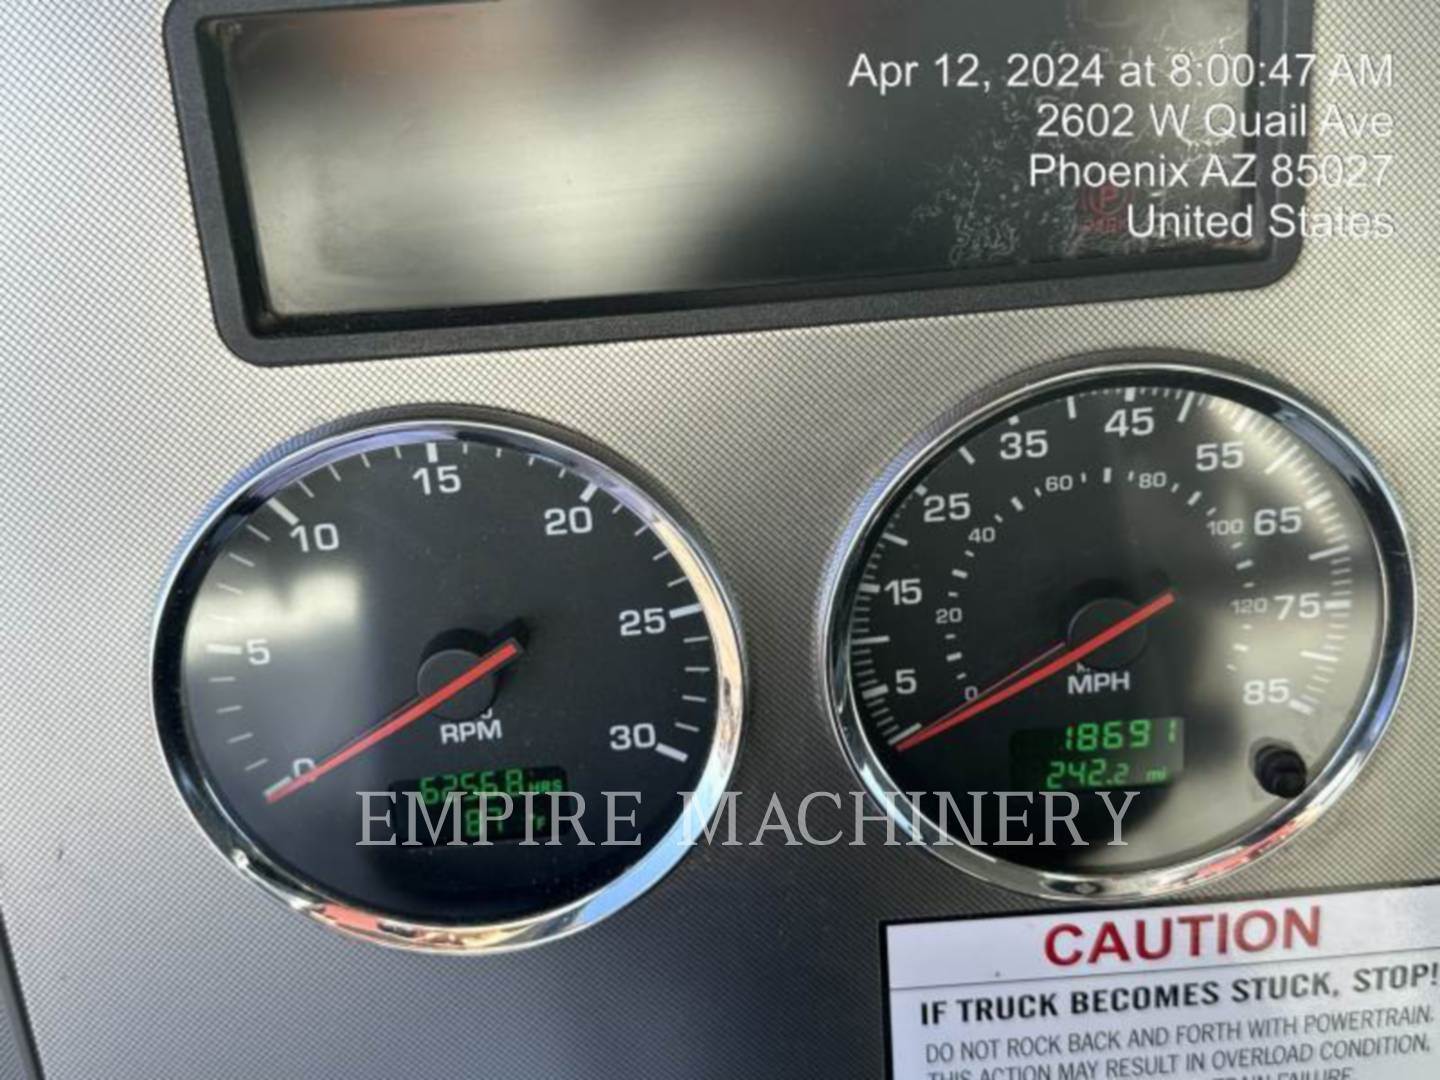 Apr 12, 2024 at 8:00:47 AM
2602 W Quail Ave
Phoenix AZ 85027
United States
P
0 5 10 15 20 25 30
RPM
62568 HRS
87 °F
5 15 25 35 45 55 65 75 85
0 20 40 60 80 100 120
MPH
18691
242.2 mi
EMPIRE MACHINERY
CAUTION
IF TRUCK BECOMES STUCK, STOP!
DO NOT ROCK BACK AND FORTH WITH POWERTRAIN.
THIS ACTION MAY RESULT IN OVERLOAD CONDITION,